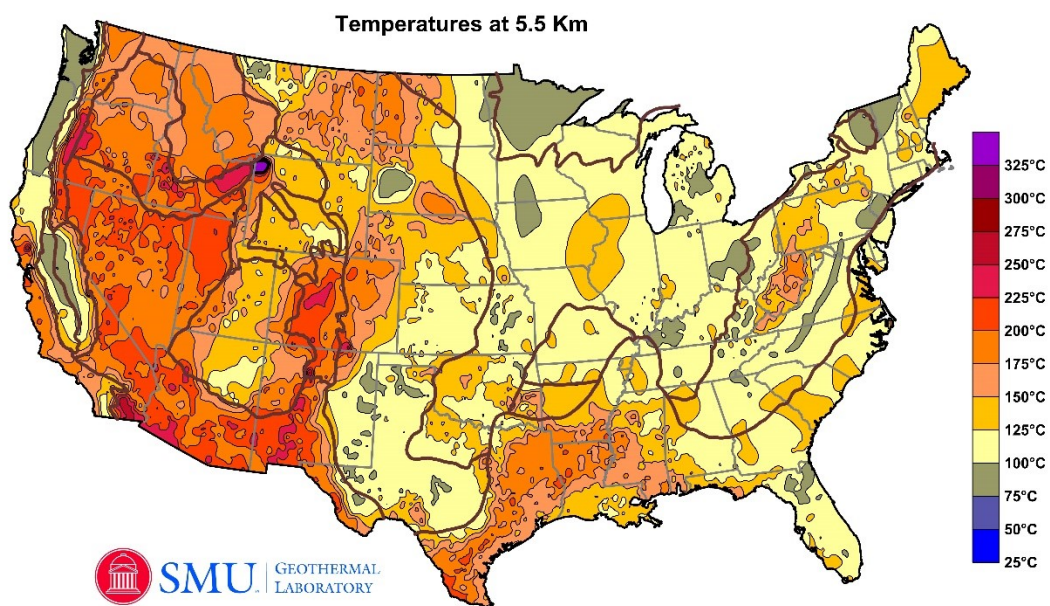 Temperatures at 5.5 Km
325°C
300°C
275°C
250°C
225°C
200°C
175°C
150°C
125°C
100°C
75°C
50°C
25°C
SMU
GEOTHERMAL
LABORATORY